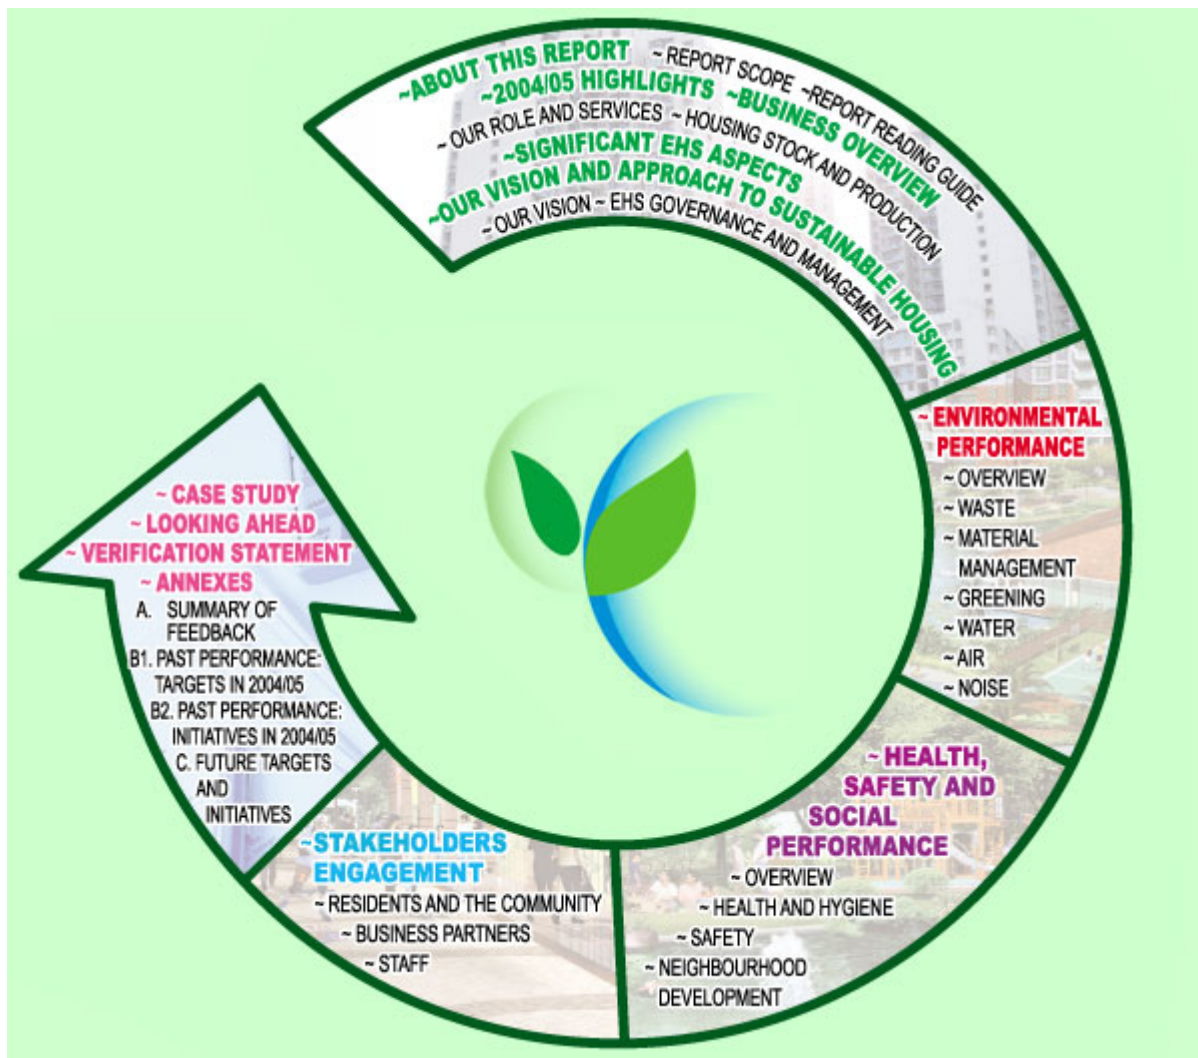 ~ABOUT THIS REPORT ~ REPORT SCOPE ~REPORT READING GUIDE
~2004/05 HIGHLIGHTS ~BUSINESS OVERVIEW
~ OUR ROLE AND SERVICES ~ HOUSING STOCK AND PRODUCTION
~SIGNIFICANT EHS ASPECTS
~OUR VISION AND APPROACH TO SUSTAINABLE HOUSING
~ OUR VISION ~ EHS GOVERNANCE AND MANAGEMENT
~ ENVIRONMENTAL
PERFORMANCE
~ OVERVIEW
~ WASTE
~ MATERIAL
MANAGEMENT
~ GREENING
~ WATER
~ AIR
~ NOISE
~ HEALTH,
SAFETY AND
SOCIAL
PERFORMANCE
~ OVERVIEW
~ HEALTH AND HYGIENE
~ SAFETY
~ NEIGHBOURHOOD
DEVELOPMENT
~STAKEHOLDERS
ENGAGEMENT
~ RESIDENTS AND THE COMMUNITY
~ BUSINESS PARTNERS
~ STAFF
~ CASE STUDY
~ LOOKING AHEAD
~ VERIFICATION STATEMENT
~ ANNEXES
A. SUMMARY OF
FEEDBACK
B1. PAST PERFORMANCE:
TARGETS IN 2004/05
B2. PAST PERFORMANCE:
INITIATIVES IN 2004/05
C. FUTURE TARGETS
AND
INITIATIVES